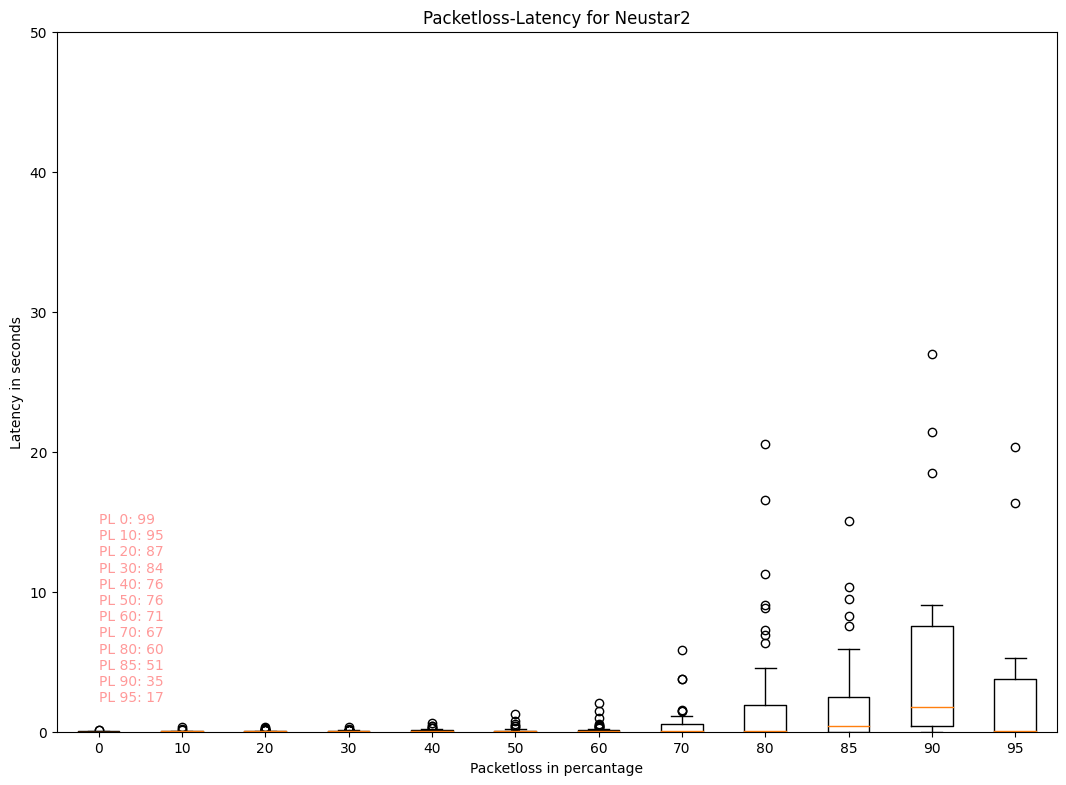 Packetloss-Latency for Neustar2
50
40
30
20
10
0
Latency in seconds
PL 0: 99
PL 10: 95
PL 20: 87
PL 30: 84
PL 40: 76
PL 50: 76
PL 60: 71
PL 70: 67
PL 80: 60
PL 85: 51
PL 90: 35
PL 95: 17
0 10 20 30 40 50 60 70 80 85 90 95
Packetloss in percantage